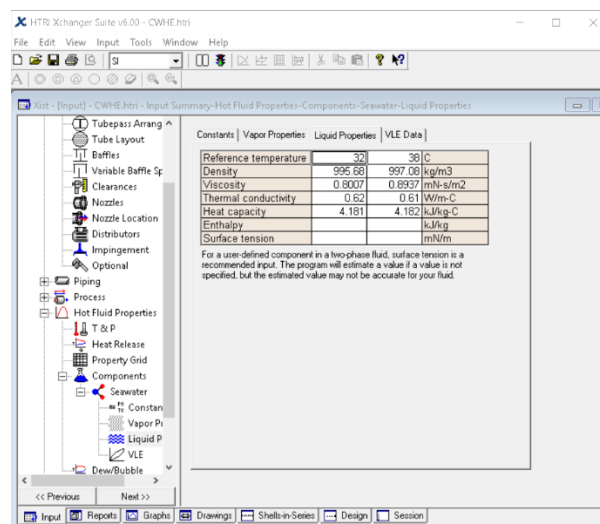 HTRI Xchanger Suite v6.00 - CWHE.htri
File Edit View Input Tools Window Help
SI
Xist - [Input] - CWHE.htri - Input Summary-Hot Fluid Properties-Components-Seawater-Liquid Properties
Tubepass Arrang
Tube Layout
Baffles
Variable Baffle Sp
Clearances
Nozzles
Nozzle Location
Distributors
Impingement
Optional
Piping
Process
Hot Fluid Properties
T & P
Heat Release
Property Grid
Components
Seawater
Constan
Vapor Pr
Liquid P
VLE
Dew/Bubble
<< Previous Next >>
Constants Vapor Properties Liquid Properties VLE Data
Reference temperature 32 38 C
Density 995.68 997.08 kg/m3
Viscosity 0.8007 0.8937 mN-s/m2
Thermal conductivity 0.62 0.61 W/m-C
Heat capacity 4.181 4.182 kJ/kg-C
Enthalpy kJ/kg
Surface tension mN/m
For a user-defined component in a two-phase fluid, surface tension is a
recommended input. The program will estimate a value if a value is not
specified, but the estimated value may not be accurate for your fluid.
Input Reports Graphs Drawings Shells-in-Series Design Session